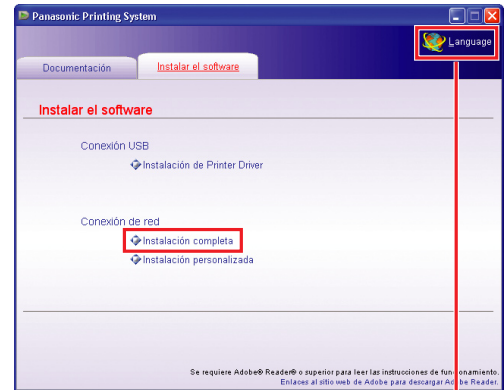 Panasonic Printing System
Language
Documentación
Instalar el software
Instalar el software
Conexión USB
Instalación de Printer Driver
Conexión de red
Instalación completa
Instalación personalizada
Se requiere Adobe® Reader® o superior para leer las instrucciones de funcionamiento.
Enlaces al sitio web de Adobe para descargar Adobe Reader.